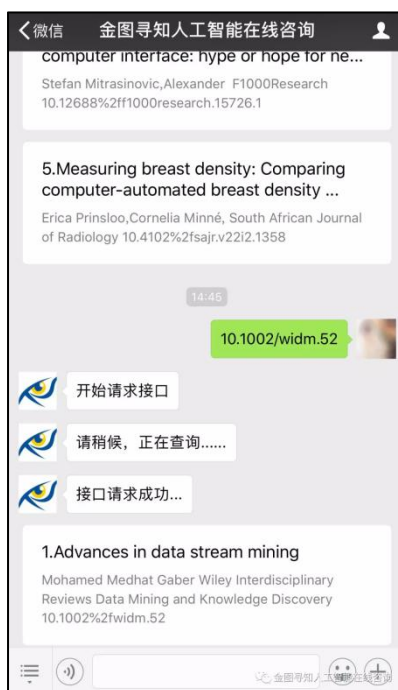 微信
金图寻知人工智能在线咨询
computer interface: hype or hope for ne...
Stefan Mitrasinovic,Alexander F1000Research
10.12688%2ff1000research.15726.1
5.Measuring breast density: Comparing
computer-automated breast density ...
Erica Prinsloo,Cornelia Minné, South African Journal
of Radiology 10.4102%2fsajr.v22i2.1358
14:45
10.1002/widm.52
开始请求接口
请稍候，正在查询......
接口请求成功...
1.Advances in data stream mining
Mohamed Medhat Gaber Wiley Interdisciplinary
Reviews Data Mining and Knowledge Discovery
10.1002%2fwidm.52
金图寻知人工智能在线咨询